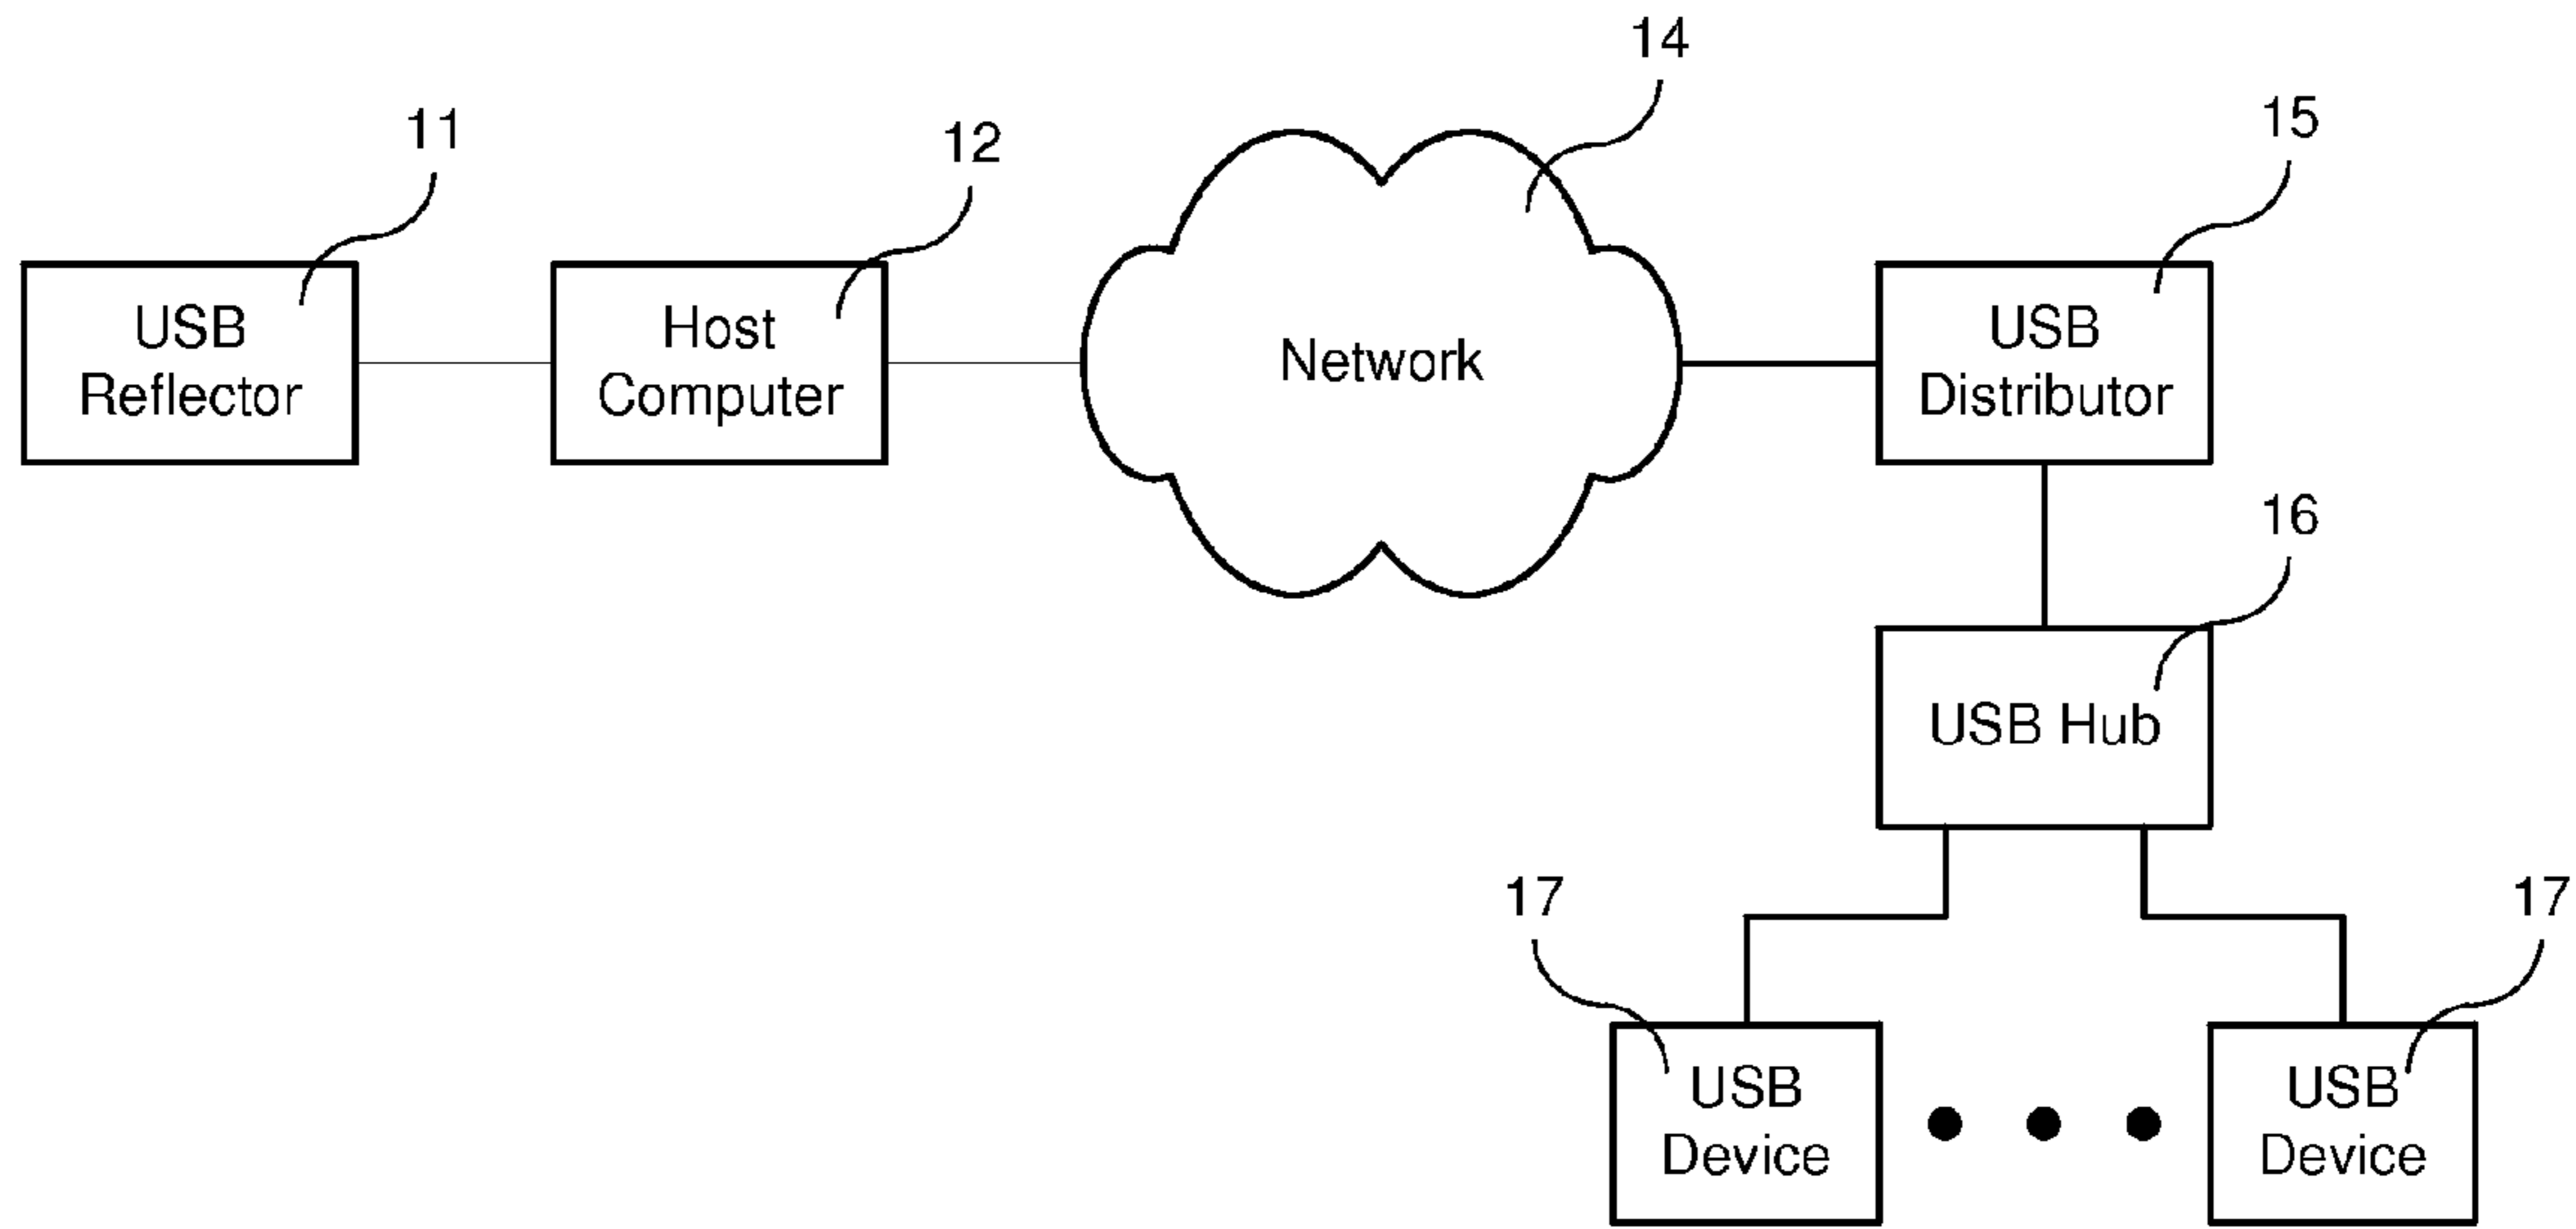 14
11
12
15
USB
Reflector
Host
Computer
Network
USB
Distributor
16
USB Hub
17
17
USB
Device
USB
Device